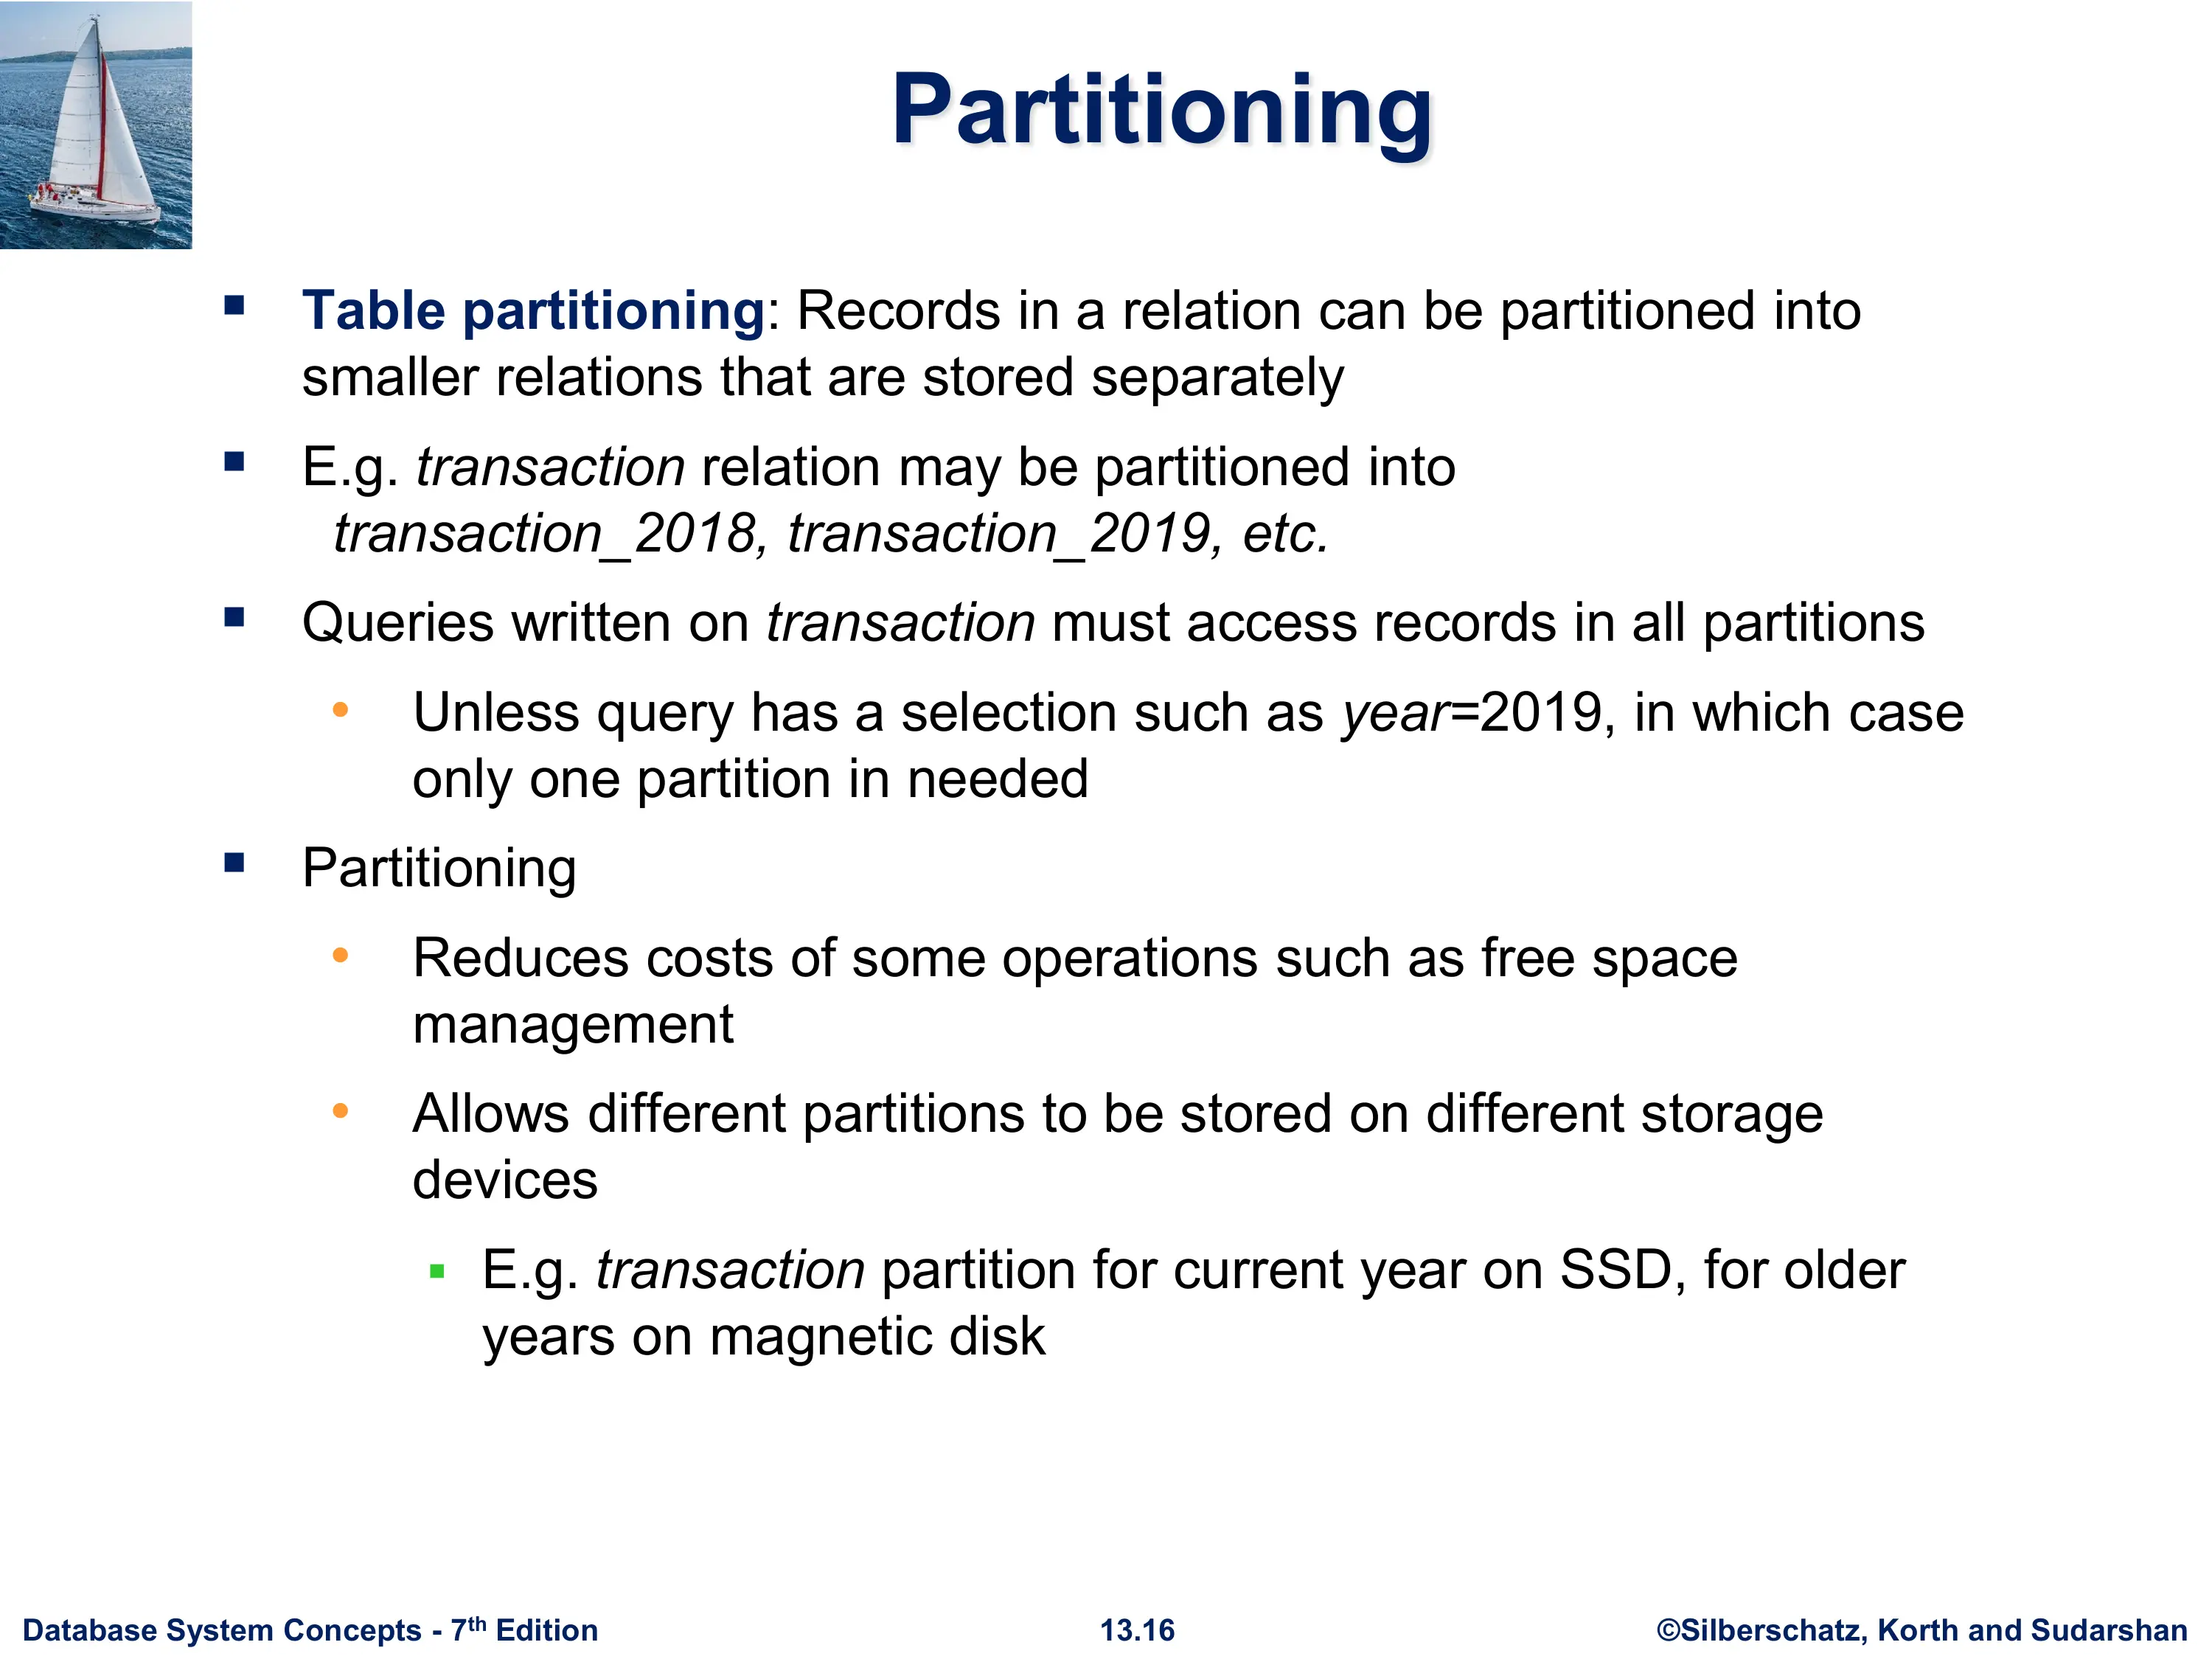 Partitioning
Table partitioning: Records in a relation can be partitioned into
smaller relations that are stored separately
E.g. transaction relation may be partitioned into
transaction_2018, transaction_2019, etc.
Queries written on transaction must access records in all partitions
Unless query has a selection such as year=2019, in which case
only one partition in needed
Partitioning
Reduces costs of some operations such as free space
management
Allows different partitions to be stored on different storage
devices
E.g. transaction partition for current year on SSD, for older
years on magnetic disk
Database System Concepts - 7th Edition
13.16
©Silberschatz, Korth and Sudarshan